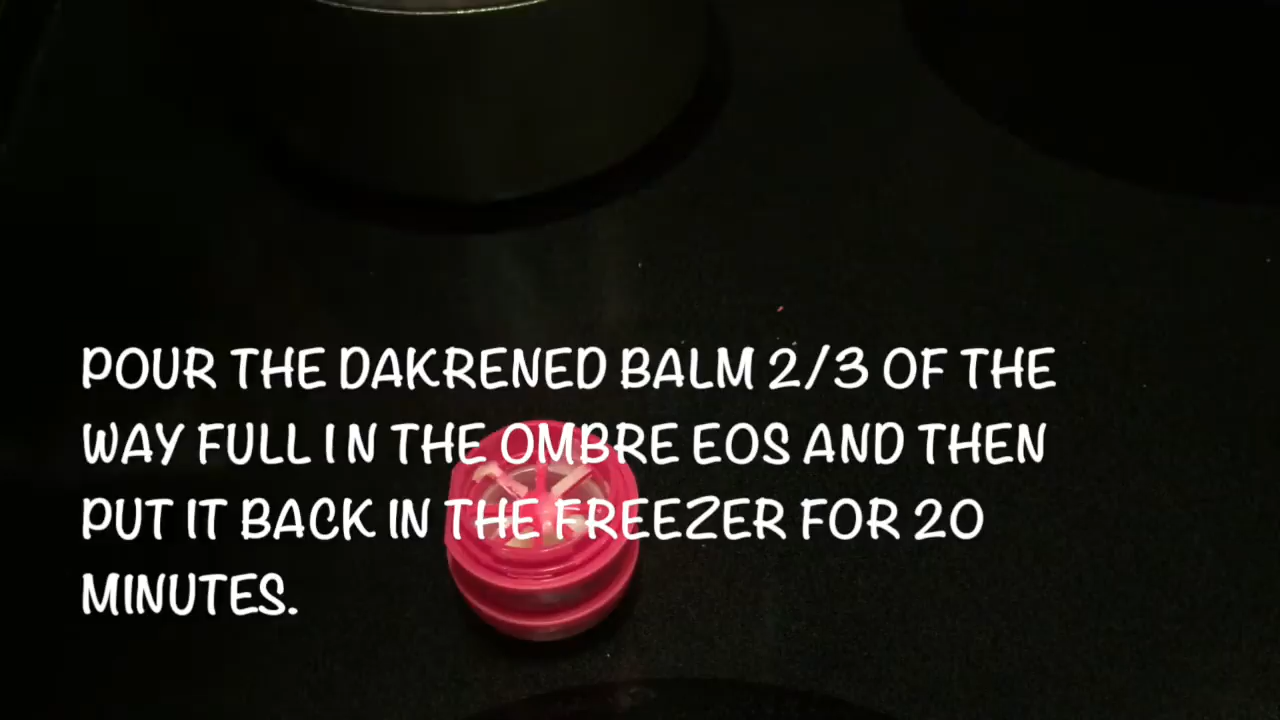 POUR THE DAKRENED BALM 2/3 OF THE
WAY FULL IN THE OMBRE EOS AND THEN
PUT IT BACK IN THE FREEZER FOR 20
MINUTES.